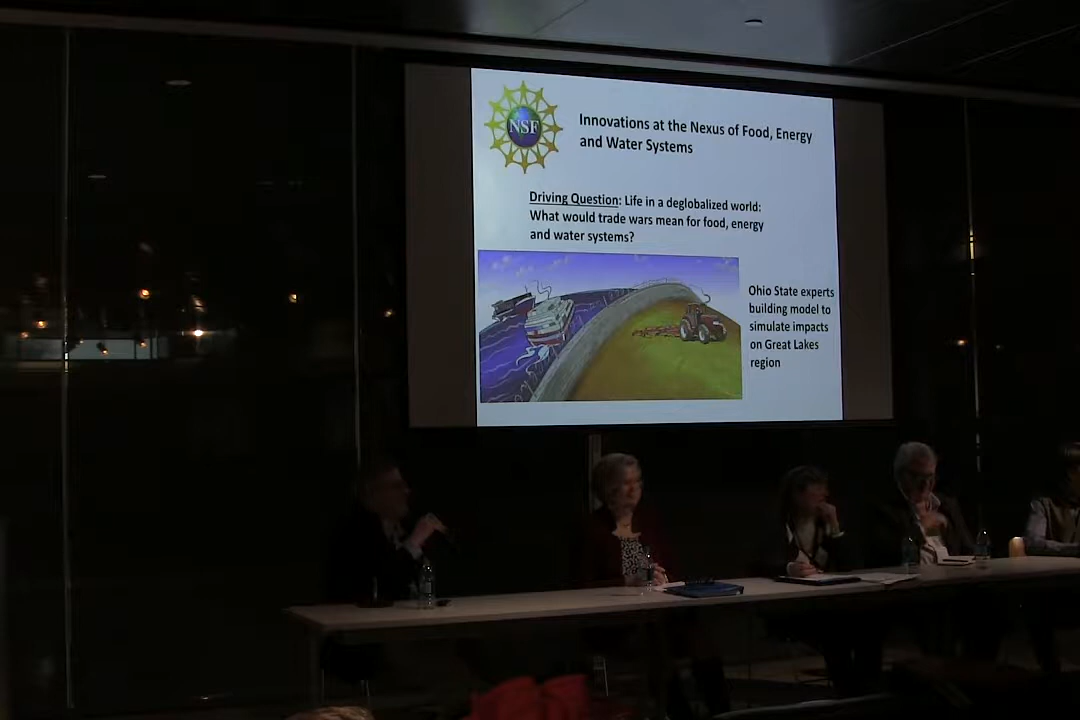 NSF
Innovations at the Nexus of Food, Energy
and Water Systems
Driving Question: Life in a deglobalized world:
What would trade wars mean for food, energy
and water systems?
Ohio State experts
building model to
simulate impacts
on Great Lakes
region